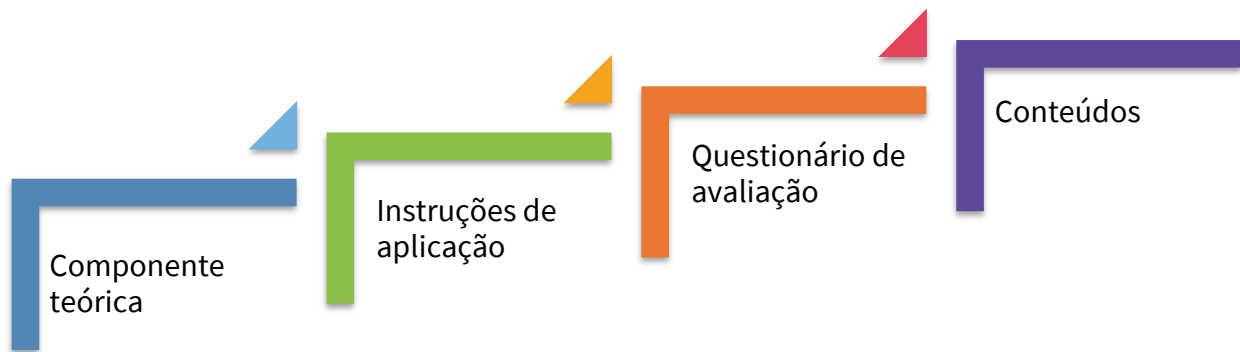 Componente
teórica
Instruções de
aplicação
Questionário de
avaliação
Conteúdos